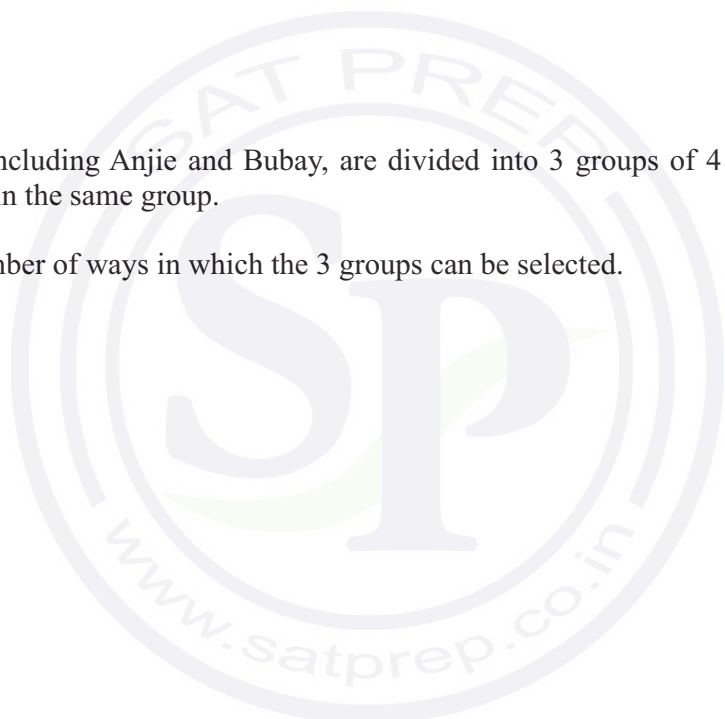 SAT PREP
ncluding Anjie and Bubay, are divided into 3 groups of 4
in the same group.
nber of ways in which the 3 groups can be selected.
SP
www.satprep.co.in